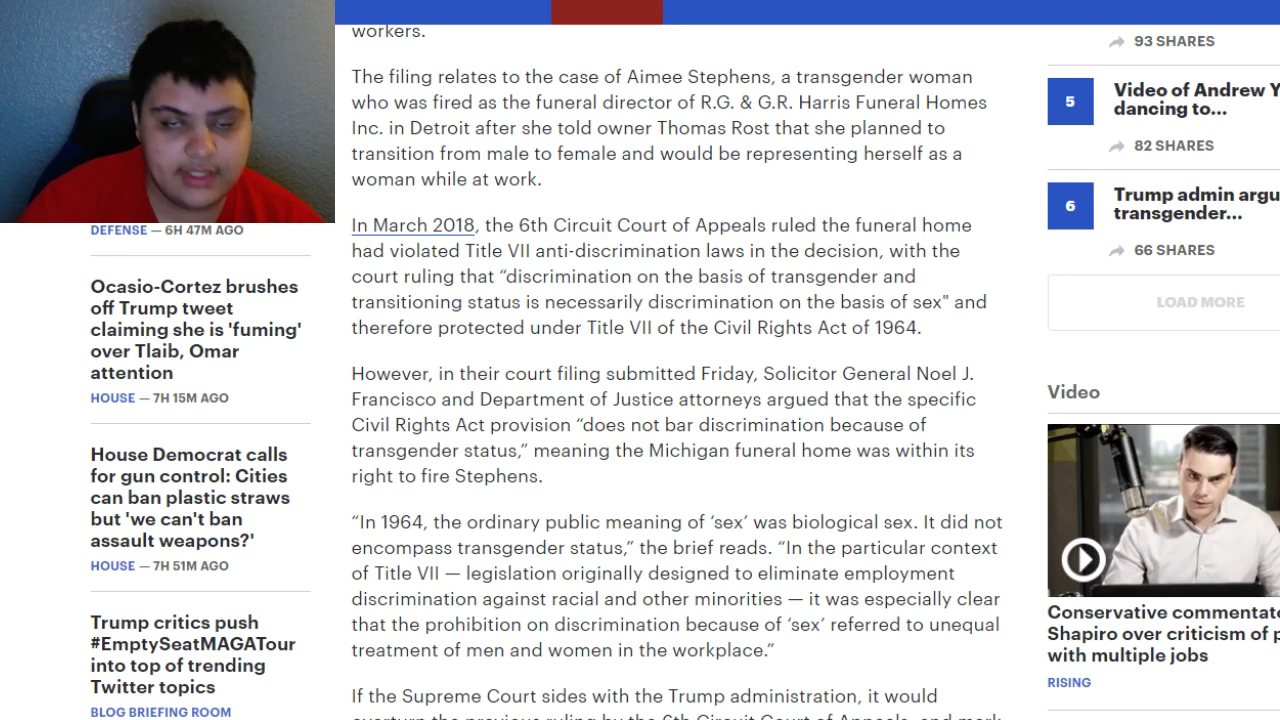 DEFENSE — 6H 47M AGO
Ocasio-Cortez brushes
off Trump tweet
claiming she is 'fuming'
over Tlaib, Omar
attention
HOUSE — 7H 15M AGO
House Democrat calls
for gun control: Cities
can ban plastic straws
but 'we can't ban
assault weapons?'
HOUSE — 7H 51M AGO
Trump critics push
#EmptySeatMAGATour
into top of trending
Twitter topics
BLOG BRIEFING ROOM
workers.
The filing relates to the case of Aimee Stephens, a transgender woman
who was fired as the funeral director of R.G. & G.R. Harris Funeral Homes
Inc. in Detroit after she told owner Thomas Rost that she planned to
transition from male to female and would be representing herself as a
woman while at work.
In March 2018, the 6th Circuit Court of Appeals ruled the funeral home
had violated Title VII anti-discrimination laws in the decision, with the
court ruling that “discrimination on the basis of transgender and
transitioning status is necessarily discrimination on the basis of sex" and
therefore protected under Title VII of the Civil Rights Act of 1964.
However, in their court filing submitted Friday, Solicitor General Noel J.
Francisco and Department of Justice attorneys argued that the specific
Civil Rights Act provision “does not bar discrimination because of
transgender status,” meaning the Michigan funeral home was within its
right to fire Stephens.
“In 1964, the ordinary public meaning of ‘sex’ was biological sex. It did not
encompass transgender status,” the brief reads. “In the particular context
of Title VII — legislation originally designed to eliminate employment
discrimination against racial and other minorities — it was especially clear
that the prohibition on discrimination because of ‘sex’ referred to unequal
treatment of men and women in the workplace.”
If the Supreme Court sides with the Trump administration, it would
overturn the previous ruling by the 6th Circuit Court of Appeals, and mark
93 SHARES
5
Video of Andrew Y
dancing to...
82 SHARES
6
Trump admin argu
transgender...
66 SHARES
LOAD MORE
Video
Conservative commentato
Shapiro over criticism of p
with multiple jobs
RISING